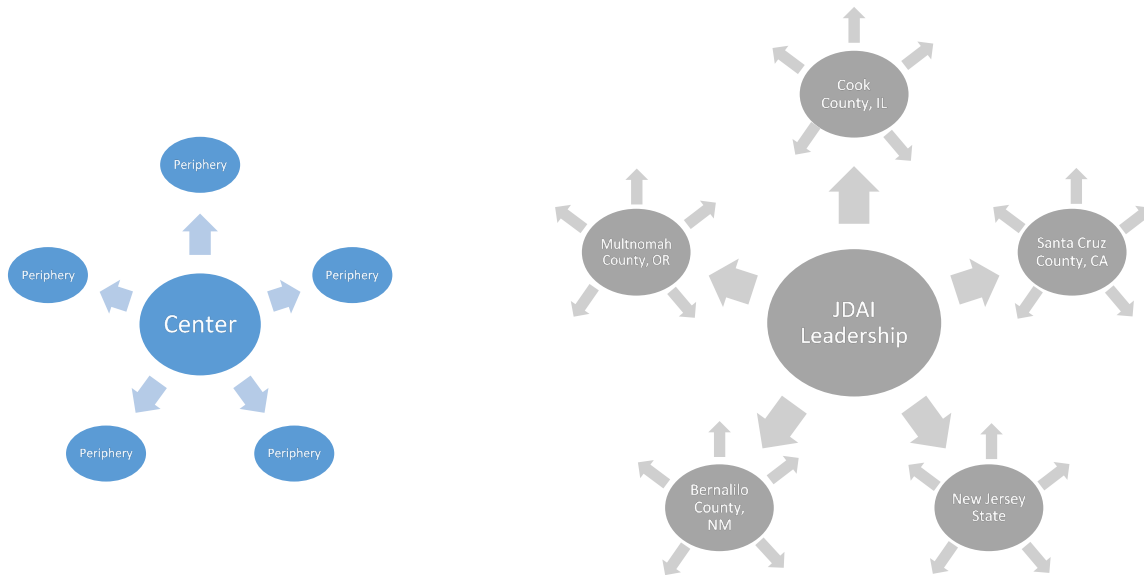 Periphery
Periphery
Periphery
Center
Periphery
Periphery
Cook
County, IL
Multnomah
County, OR
Santa Cruz
County, CA
JDAI
Leadership
Bernalilo
County,
NM
New Jersey
State